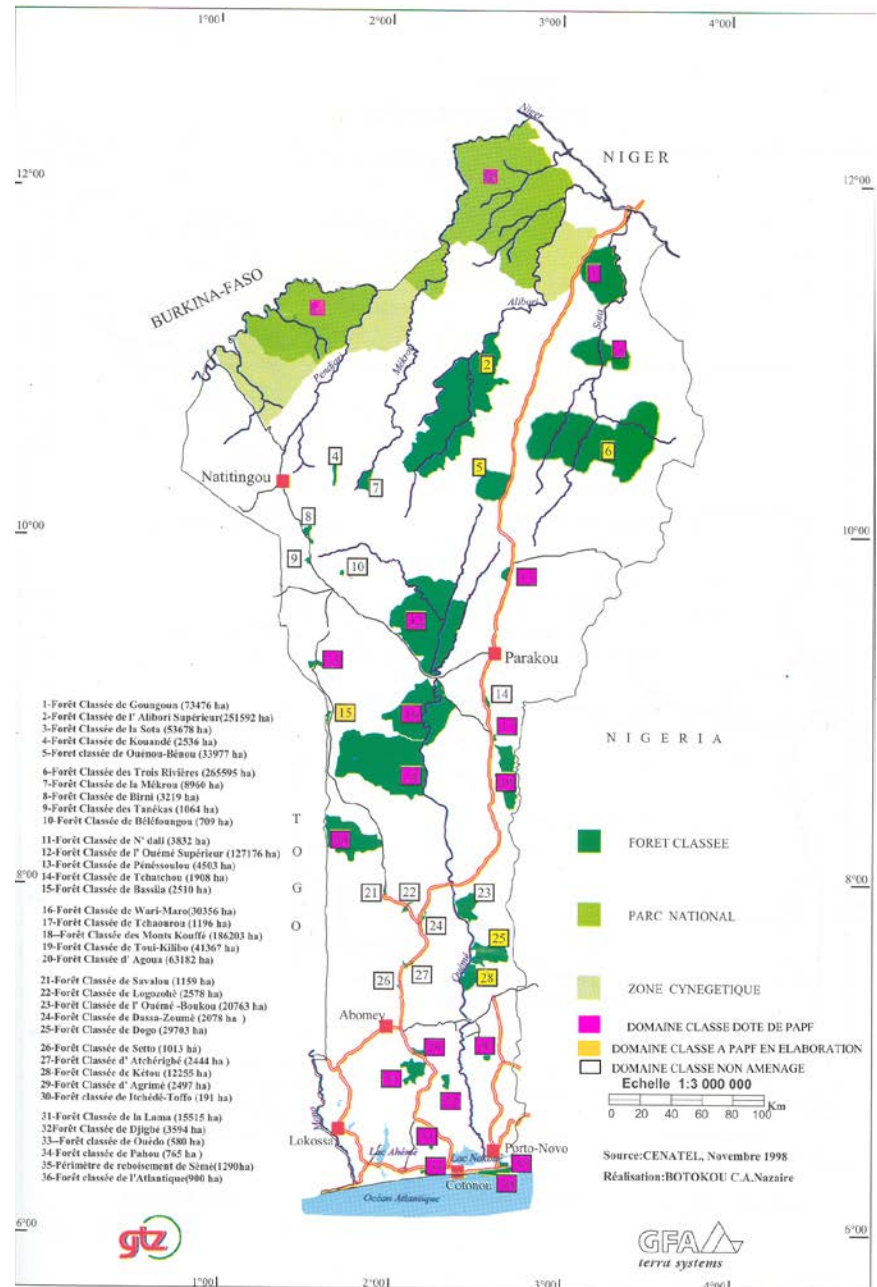 1°00
2°00
3°00
4°00
Niger
NIGER
12°00
12°00
BURKINA-FASO
Alibori
Sota
Pendjari
Mékrou
2
4
5
6
7
Natitingou
8
10°00
10°00
9
10
Parakou
14
15
1-Forêt Classée de Goungoun (73476 ha)
2-Forêt Classée de l' Alibori Supérieur(251592 ha)
3-Forêt Classée de la Sota (53678 ha)
4-Forêt Classée de Kouandé (2536 ha)
5-Foret classée de Ouénou-Bénou (33977 ha)
6-Forêt Classée des Trois Rivières (265595 ha)
7-Forêt Classée de la Mékrou (8960 ha)
8-Forêt Classée de Birni (3219 ha)
9-Forêt Classée des Tanékas (1064 ha)
10-Forêt Classée de Béléfoungou (709 ha)
11-Forêt Classée de N' dali (3832 ha)
12-Forêt Classée de l' Ouémé Supérieur (127176 ha)
13-Forêt Classée de Pénéssoulou (4503 ha)
14-Forêt Classée de Tchatchou (1908 ha)
15-Forêt Classée de Bassila (2510 ha)
16-Forêt Classée de Wari-Maro(30356 ha)
17-Forêt Classée de Tchaourou (1196 ha)
18--Forêt Classée des Monts Kouffé (186203 ha)
19-Forêt Classée de Toui-Kilibo (41367 ha)
20-Forêt Classée d' Agoua (63182 ha)
21-Forêt Classée de Savalou (1159 ha)
22-Forêt Classée de Logozohè (2578 ha)
23-Forêt Classée de l' Ouémé -Boukou (20763 ha)
24-Forêt Classée de Dassa-Zoumè (2078 ha)
25-Forêt Classée de Dogo (29703 ha)
26-Forêt Classée de Setto (1013 ha)
27-Forêt Classée d' Atchérigbé (2444 ha )
28-Forêt Classée de Kétou (12255 ha)
29-Forêt Classée d' Agrimè (2497 ha)
30-Forêt classée de Itchédè-Toffo (191 ha)
31-Forêt Classée de la Lama (15515 ha)
32Forêt Classée de Djigbé (3594 ha)
33--Forêt classée de Ouèdo (580 ha)
34-Forêt classée de Pahou (765 ha )
35-Périmètre de reboisement de Sèmè(1290ha)
36-Forêt classée de l'Atlantique(900 ha)
TOGO
NIGERIA
FORET CLASSEE
PARC NATIONAL
ZONE CYNEGETIQUE
DOMAINE CLASSE DOTE DE PAPF
DOMAINE CLASSE A PAPF EN ELABORATION
DOMAINE CLASSE NON AMENAGE
Echelle 1:3 000 000
0 20 40 60 80 100 Km
8°00
8°00
21
22
23
24
25
26
27
28
Ouémé
Abomey
Mono
Lokossa
Lac Ahémé
Lac Nokoué
Porto-Novo
Cotonou
Océan Atlantique
Source:CENATEL, Novembre 1998
Réalisation:BOTOKOU C.A.Nazaire
6°00
6°00
gtz
GFA
terra systems
1°00
2°00
3°00
4°00